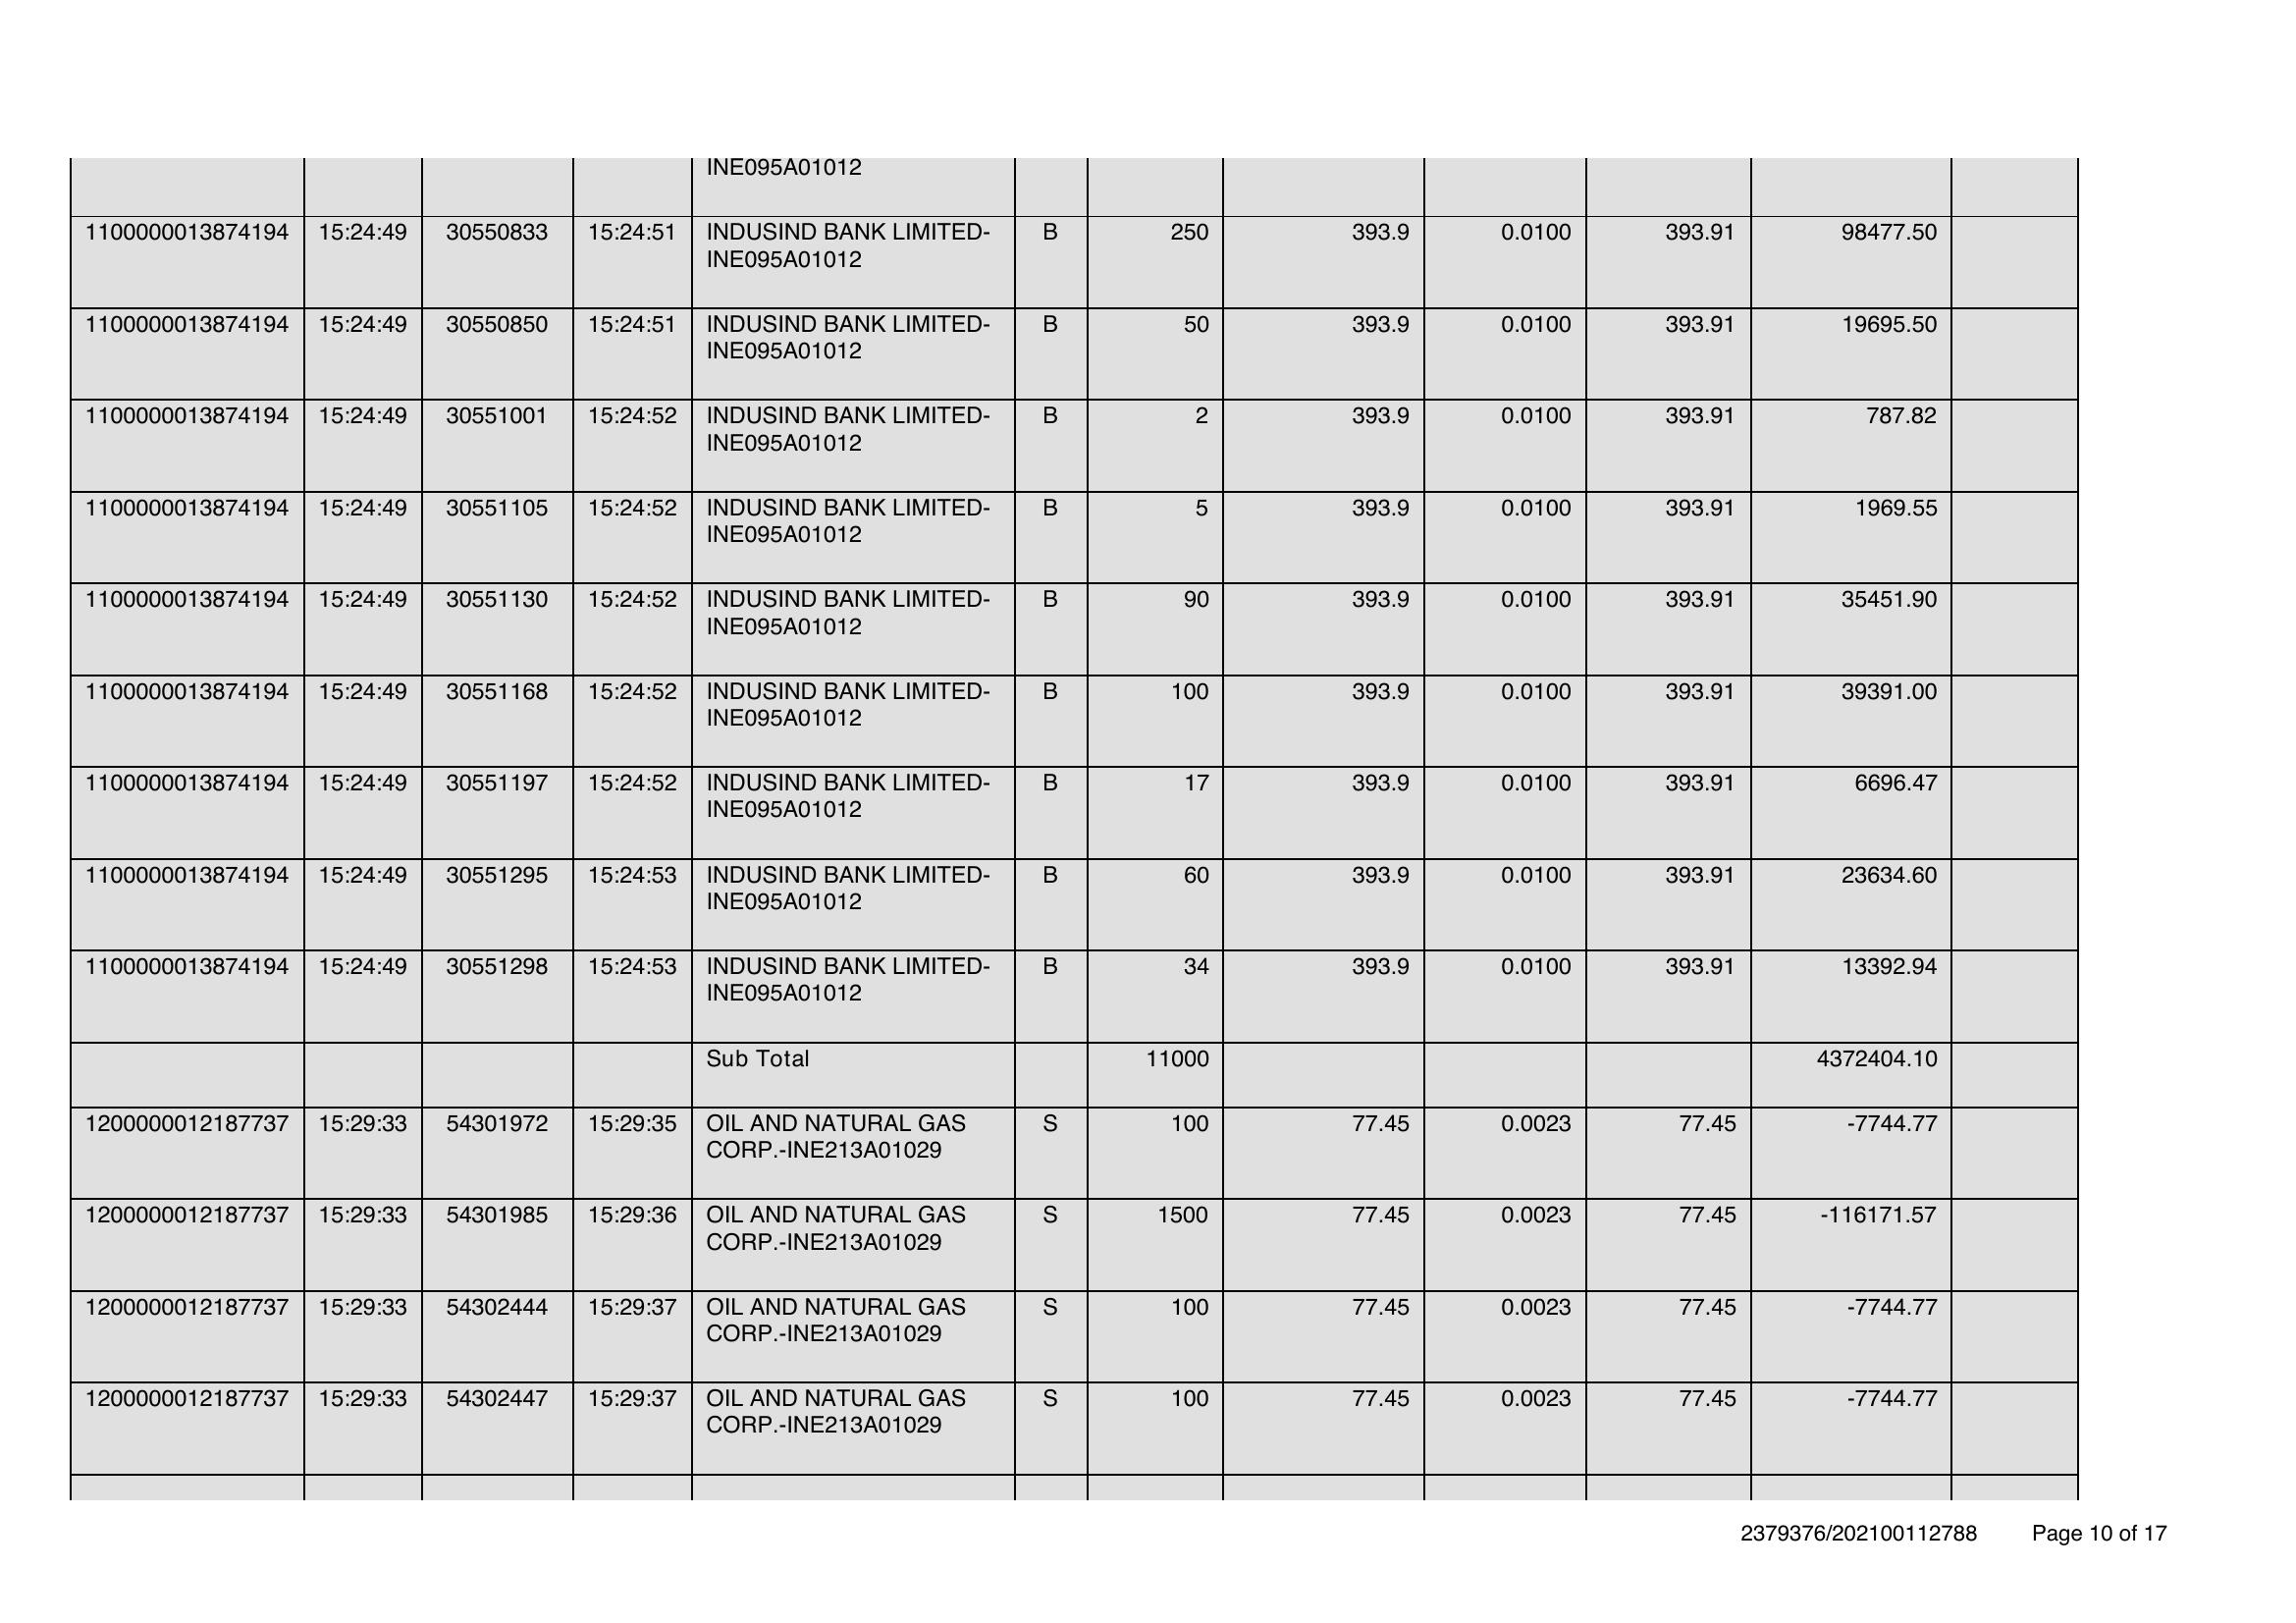 INE095A01012
1100000013874194 15:24:49 30550833 15:24:51 INDUSIND BANK LIMITED- B 250 393.9 0.0100 393.91 98477.50
INE095A01012
1100000013874194 15:24:49 30550850 15:24:51 INDUSIND BANK LIMITED- B 50 393.9 0.0100 393.91 19695.50
INE095A01012
1100000013874194 15:24:49 30551001 15:24:52 INDUSIND BANK LIMITED- B 2 393.9 0.0100 393.91 787.82
INE095A01012
1100000013874194 15:24:49 30551105 15:24:52 INDUSIND BANK LIMITED- B 5 393.9 0.0100 393.91 1969.55
INE095A01012
1100000013874194 15:24:49 30551130 15:24:52 INDUSIND BANK LIMITED- B 90 393.9 0.0100 393.91 35451.90
INE095A01012
1100000013874194 15:24:49 30551168 15:24:52 INDUSIND BANK LIMITED- B 100 393.9 0.0100 393.91 39391.00
INE095A01012
1100000013874194 15:24:49 30551197 15:24:52 INDUSIND BANK LIMITED- B 17 393.9 0.0100 393.91 6696.47
INE095A01012
1100000013874194 15:24:49 30551295 15:24:53 INDUSIND BANK LIMITED- B 60 393.9 0.0100 393.91 23634.60
INE095A01012
1100000013874194 15:24:49 30551298 15:24:53 INDUSIND BANK LIMITED- B 34 393.9 0.0100 393.91 13392.94
INE095A01012
Sub Total 11000 4372404.10
1200000012187737 15:29:33 54301972 15:29:35 OIL AND NATURAL GAS S 100 77.45 0.0023 77.45 -7744.77
CORP.-INE213A01029
1200000012187737 15:29:33 54301985 15:29:36 OIL AND NATURAL GAS S 1500 77.45 0.0023 77.45 -116171.57
CORP.-INE213A01029
1200000012187737 15:29:33 54302444 15:29:37 OIL AND NATURAL GAS S 100 77.45 0.0023 77.45 -7744.77
CORP.-INE213A01029
1200000012187737 15:29:33 54302447 15:29:37 OIL AND NATURAL GAS S 100 77.45 0.0023 77.45 -7744.77
CORP.-INE213A01029
2379376/202100112788 Page 10 of 17